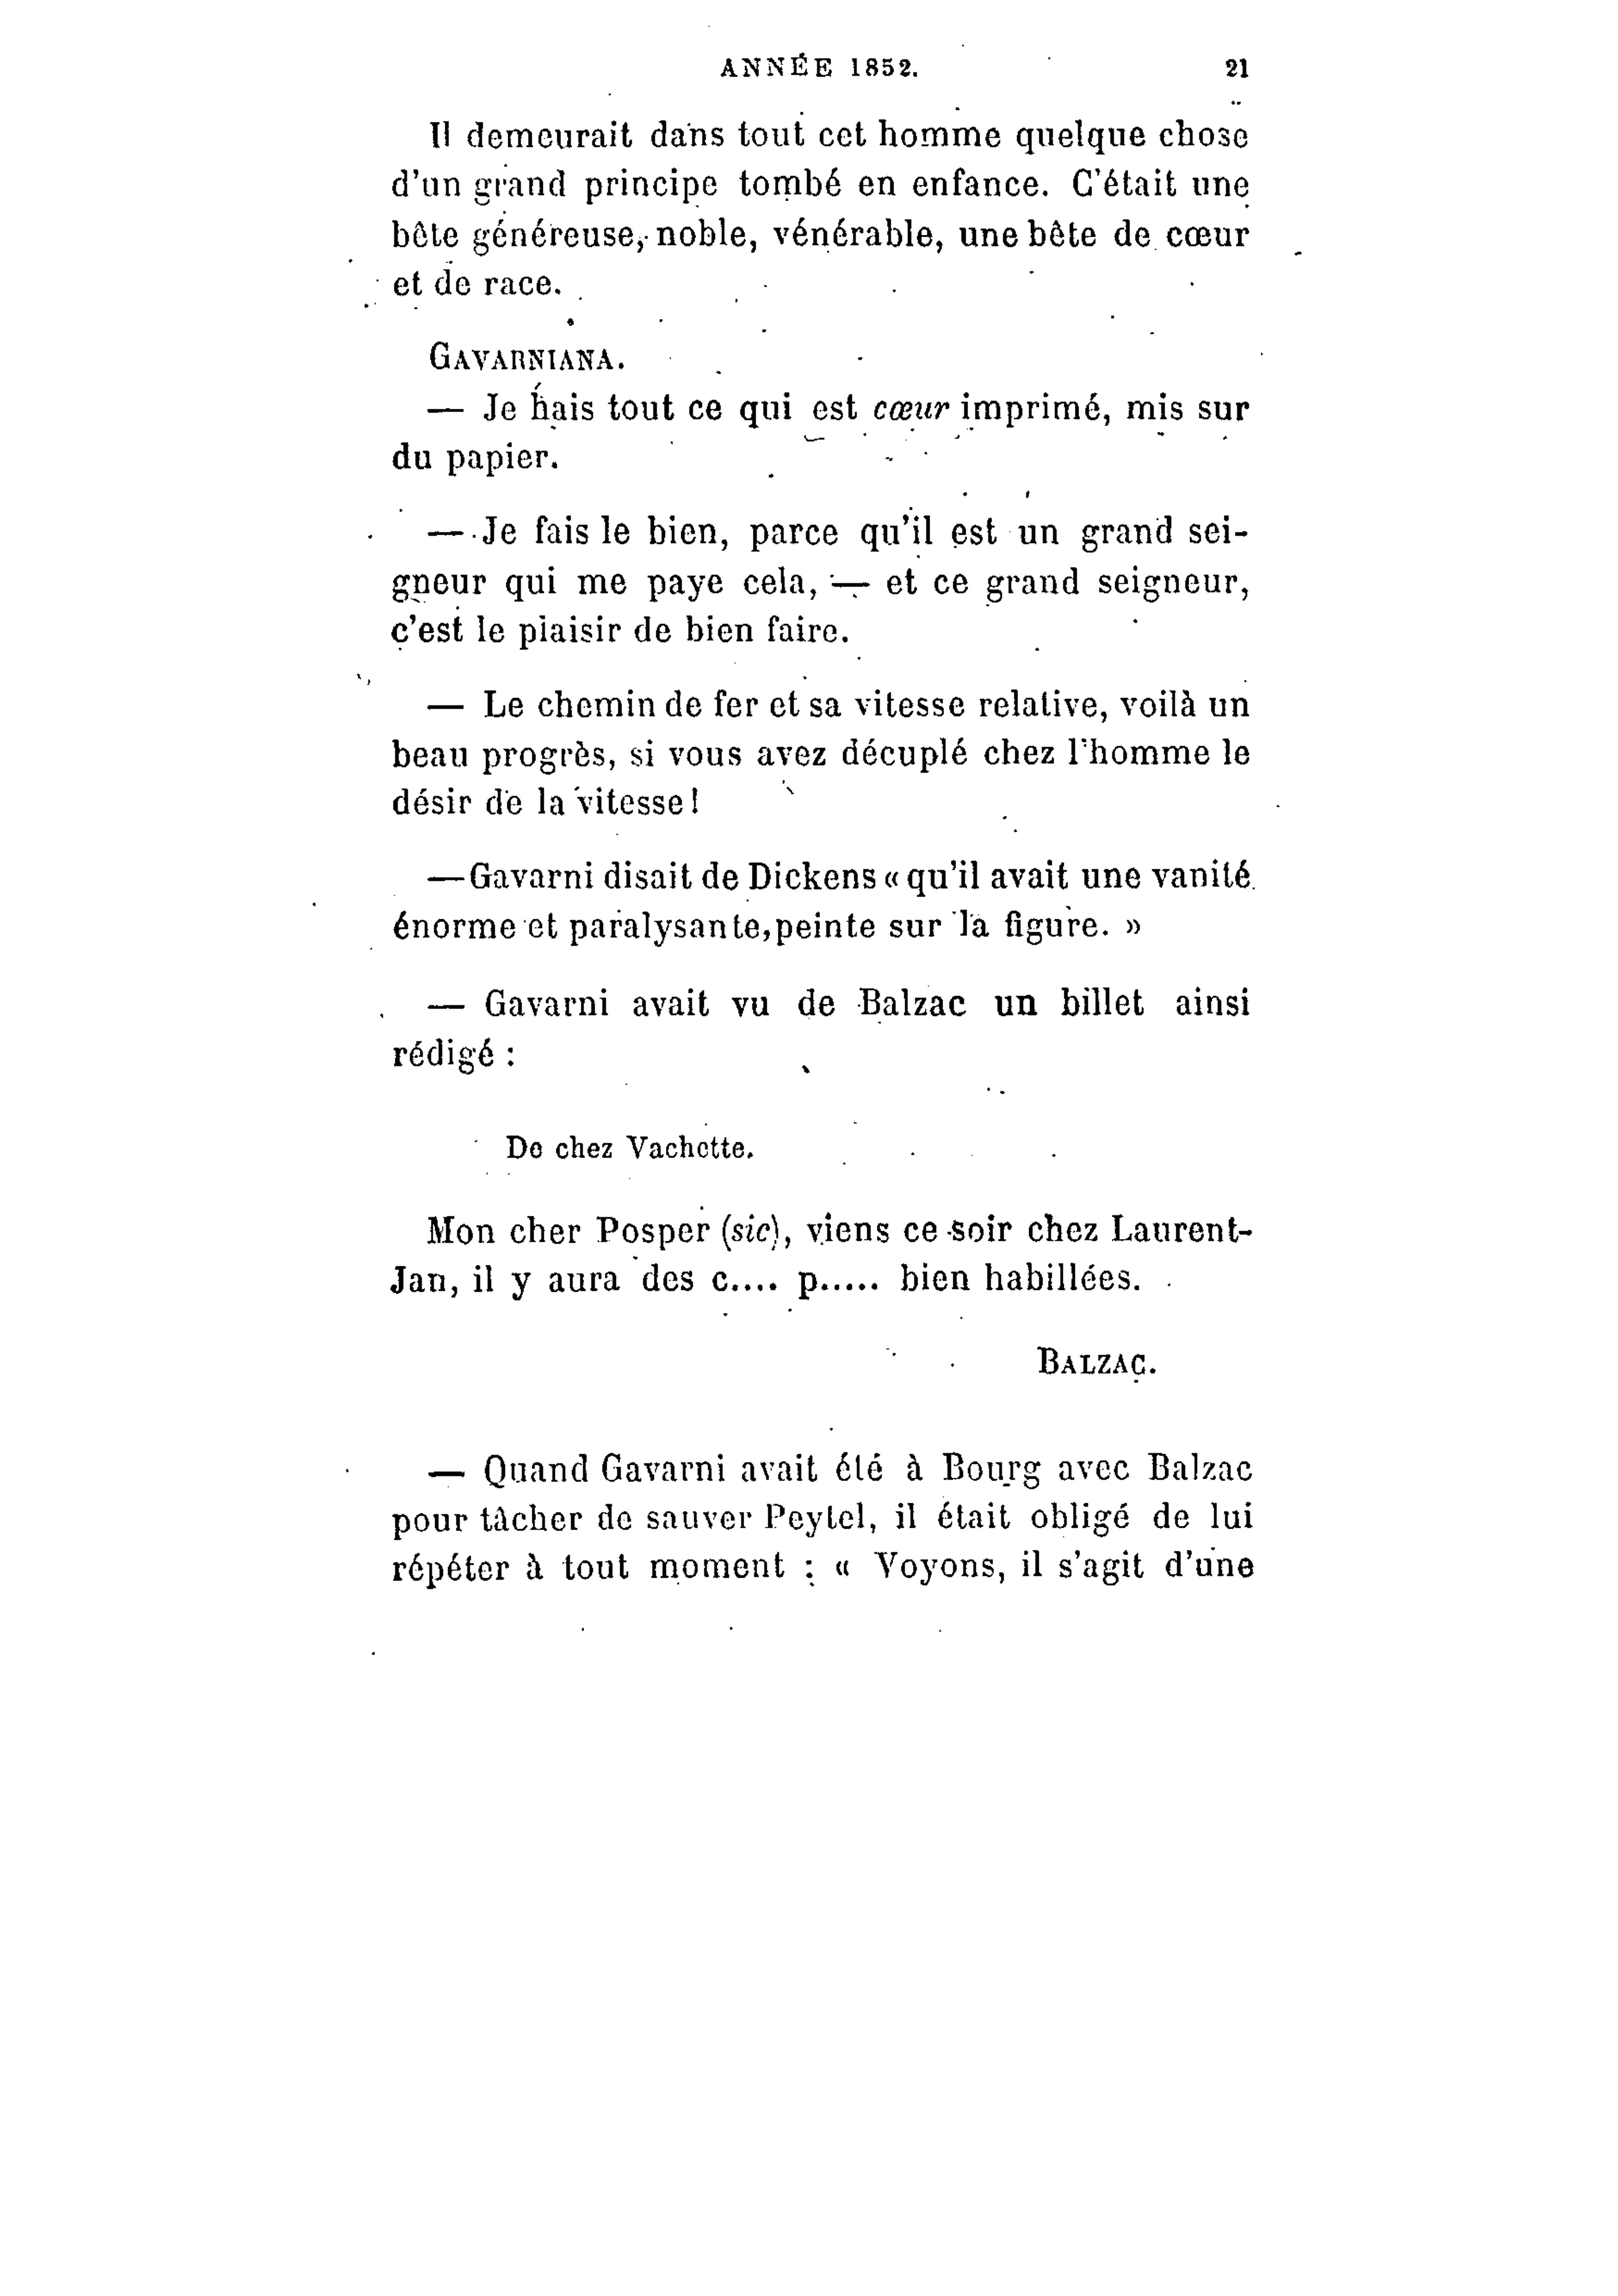 ANNÉE 1852. 21
Il demeurait dans tout cet homme quelque chose
d'un grand principe tombé en enfance. C'était une
bête généreuse, noble, vénérable, une bête de cœur
et de race.
GAVARNIANA.
— Je hais tout ce qui est cœur imprimé, mis sur
du papier.
— Je fais le bien, parce qu'il est un grand sei-
gneur qui me paye cela, — et ce grand seigneur,
c'est le plaisir de bien faire.
— Le chemin de fer et sa vitesse relative, voilà un
beau progrès, si vous avez décuplé chez l'homme le
désir de la vitesse!
— Gavarni disait de Dickens « qu'il avait une vanité
énorme et paralysante, peinte sur la figure. »
— Gavarni avait vu de Balzac un billet ainsi
rédigé :
De chez Vachette.
Mon cher Posper (sic), viens ce soir chez Laurent-
Jan, il y aura des c.... p..... bien habillées.
BALZAC.
— Quand Gavarni avait été à Bourg avec Balzac
pour tâcher de sauver Peytel, il était obligé de lui
répéter à tout moment : « Voyons, il s'agit d'une